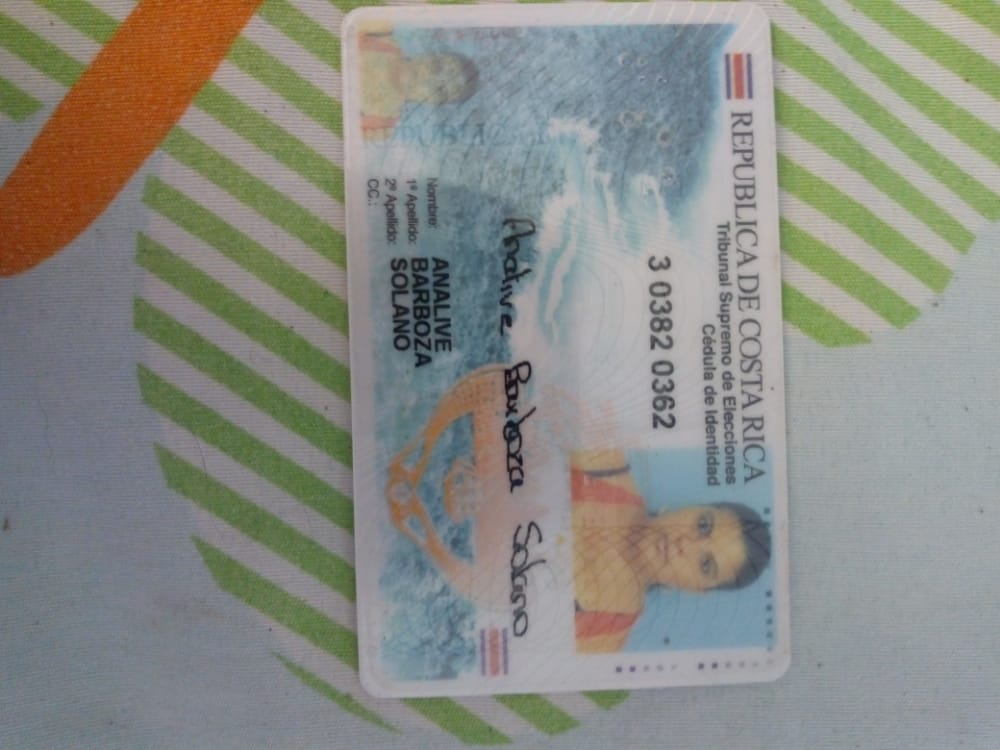 REPUBLICA DE COSTA RICA
Tribunal Supremo de Elecciones
Cédula de Identidad
3 0382 0362
Analive Barboza Solano
Nombre: ANALIVE
1º Apellido: BARBOZA
2º Apellido: SOLANO
CC.: